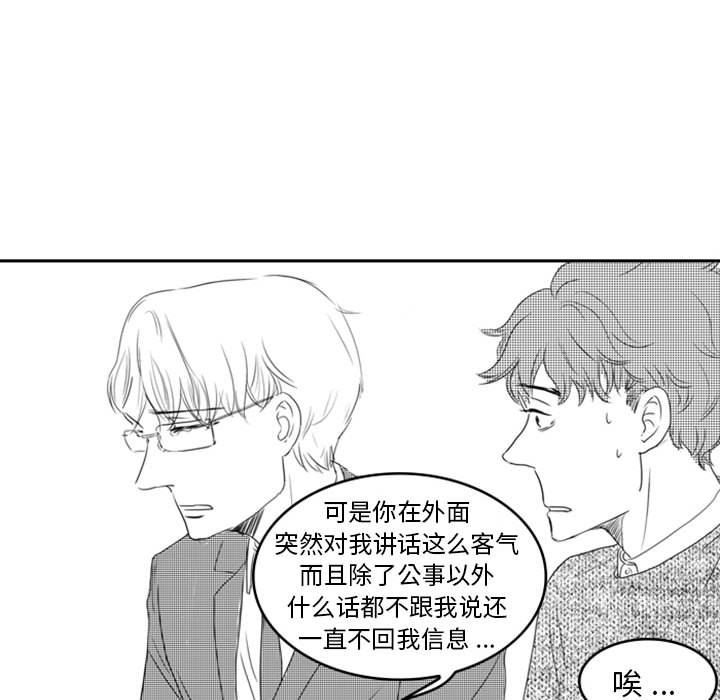 可是你在外面
突然对我讲话这么客气
而且除了公事以外
什么话都不跟我说还
一直不回我信息 ...
唉 ...